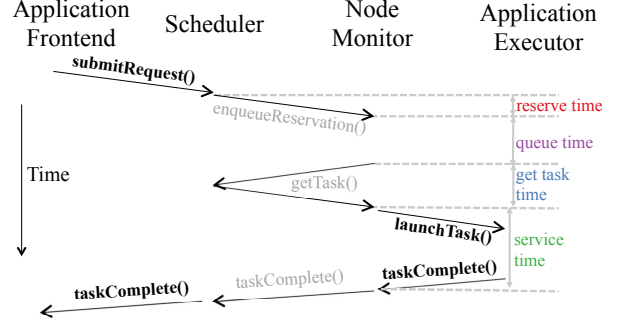 Application
Frontend
Scheduler
Node
Monitor
Application
Executor
submitRequest()
enqueueReservation()
reserve time
queue time
Time
getTask()
get task
time
launchTask()
service
time
taskComplete()
taskComplete()
taskComplete()